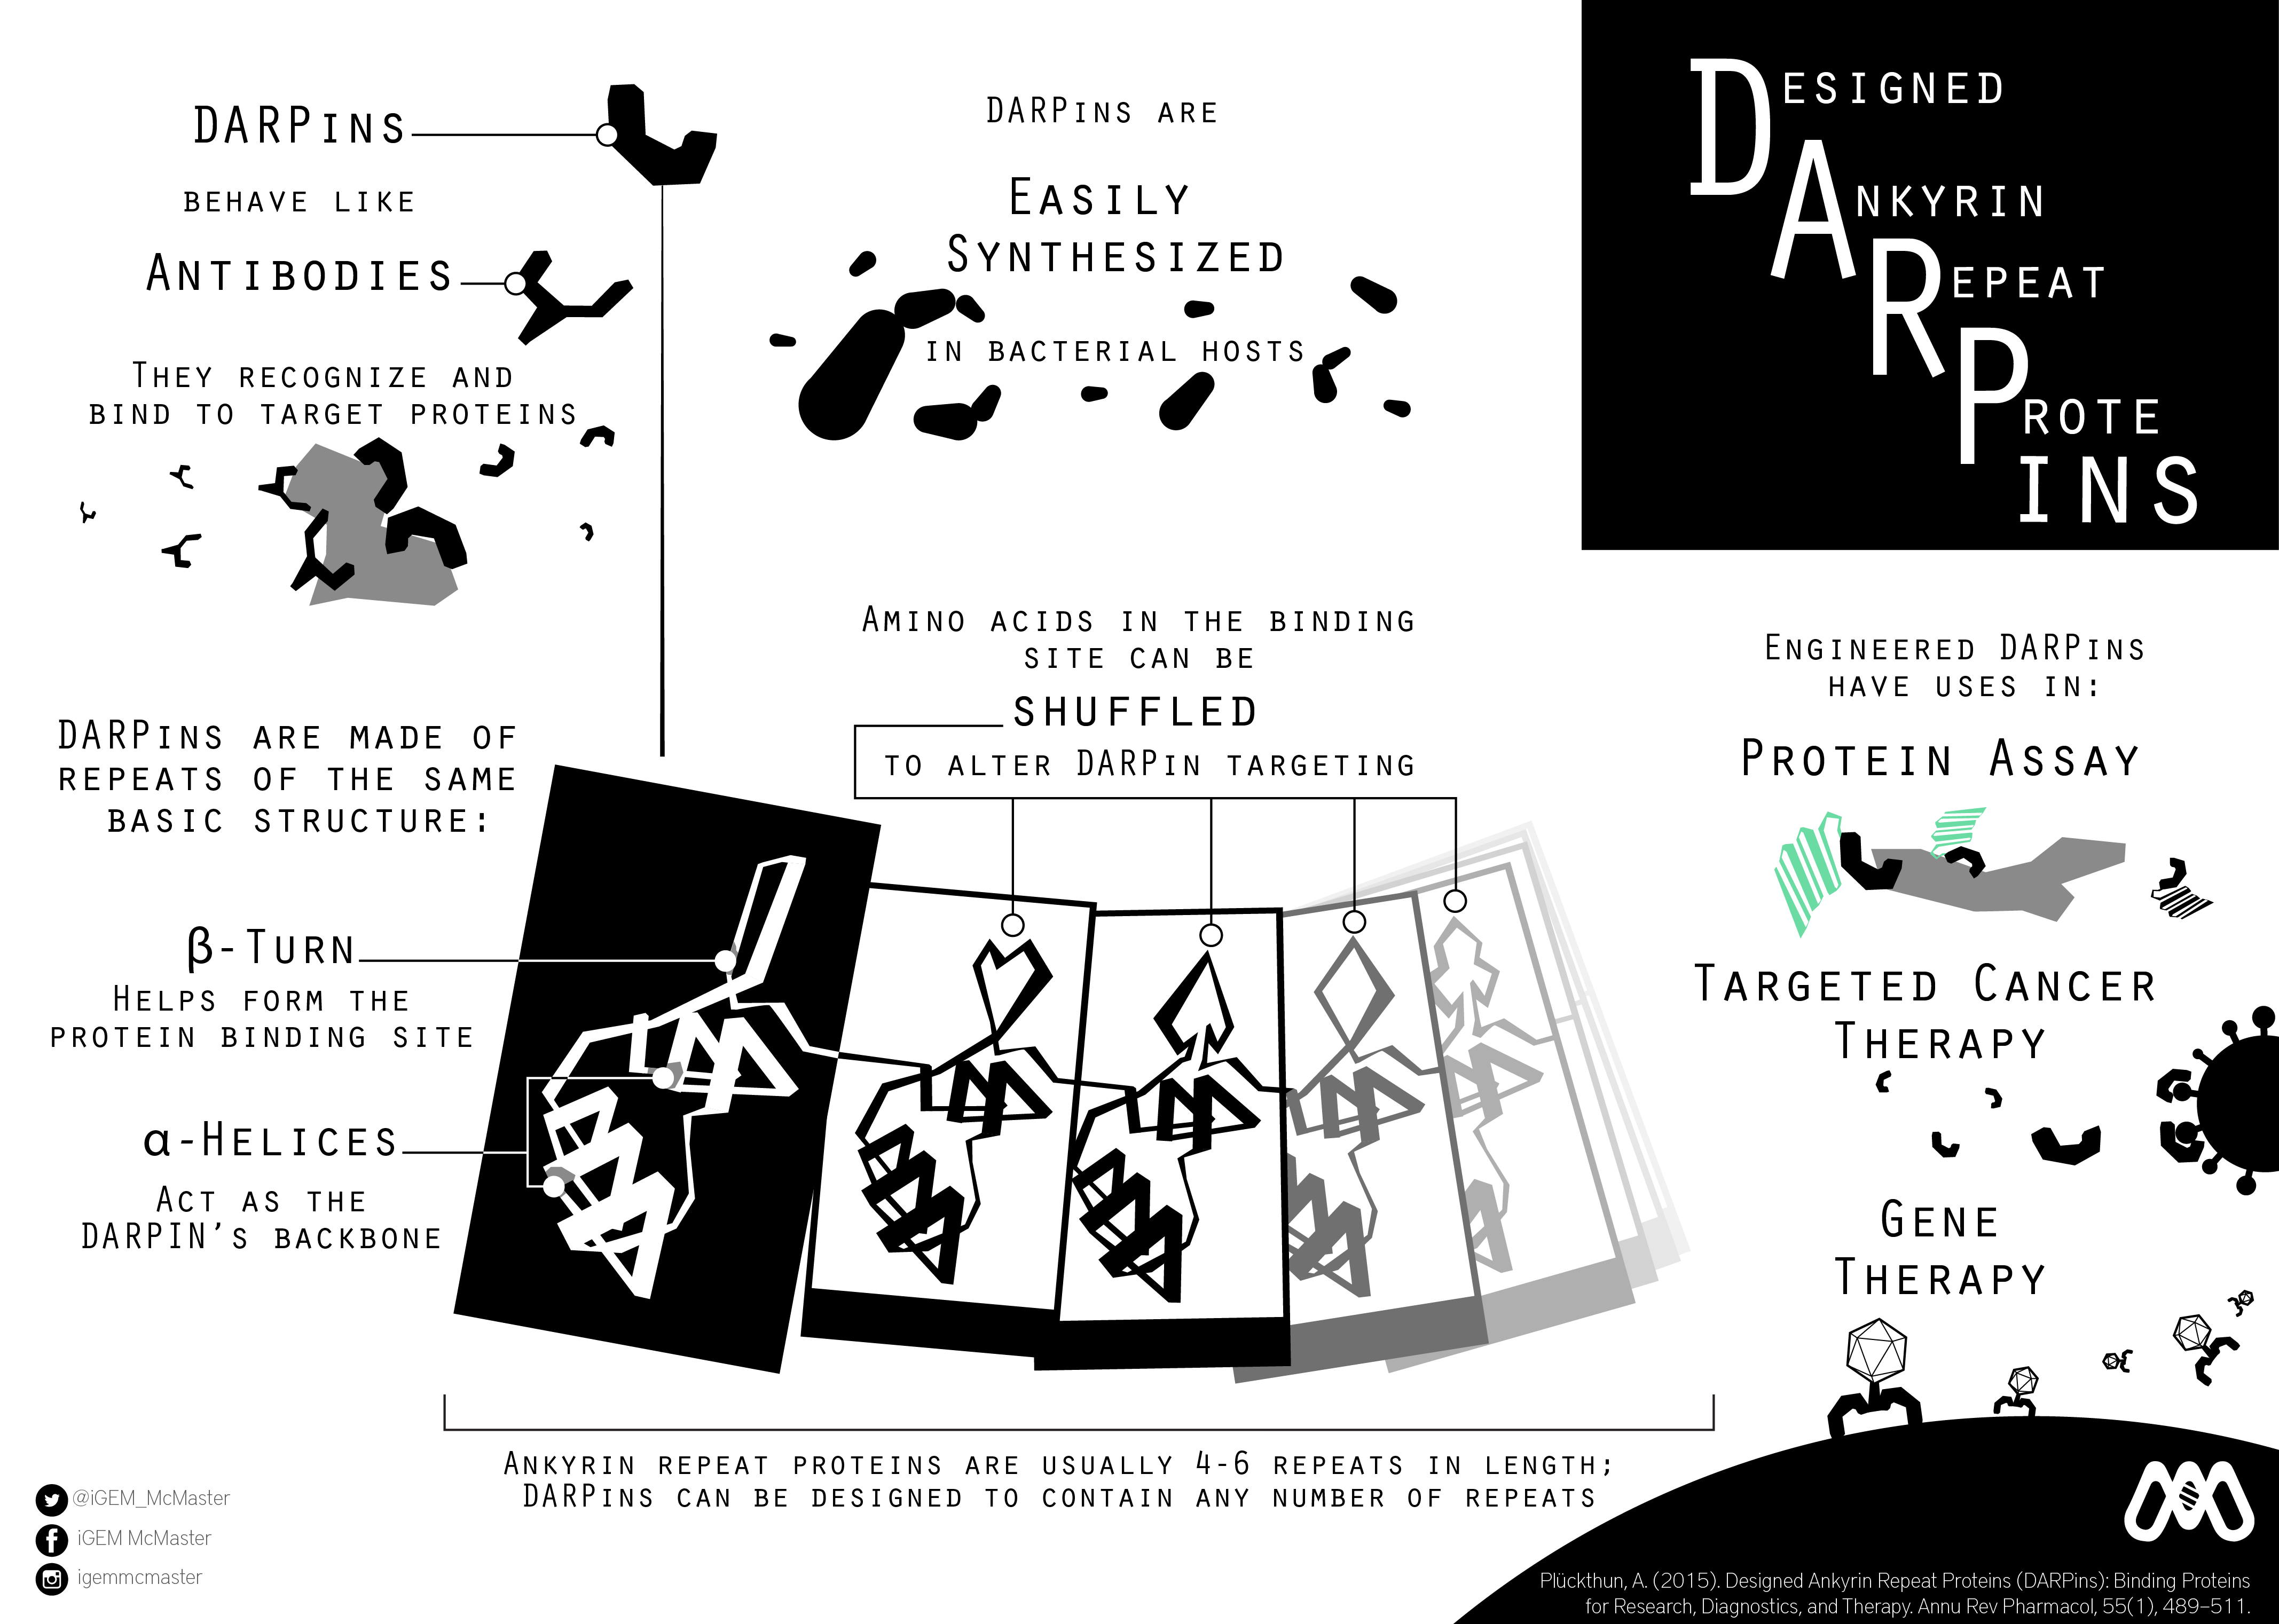 DARPins
behave like
Antibodies
They recognize and
bind to target proteins
DARPins are
Easily
Synthesized
in bacterial hosts
Designed
Ankyrin
Repeat
Prote
ins
DARPins are made of
repeats of the same
basic structure:
β-Turn
Helps form the
protein binding site
α-Helices
Act as the
DARPIN's backbone
Amino acids in the binding
site can be
shuffled
to alter DARPin targeting
Engineered DARPins
have uses in:
Protein Assay
Targeted Cancer
Therapy
Gene
Therapy
Ankyrin repeat proteins are usually 4-6 repeats in length;
DARPins can be designed to contain any number of repeats
@iGEM_McMaster
iGEM McMaster
igemmcmaster
Plückthun, A. (2015). Designed Ankyrin Repeat Proteins (DARPins): Binding Proteins
for Research, Diagnostics, and Therapy. Annu Rev Pharmacol, 55(1), 489–511.